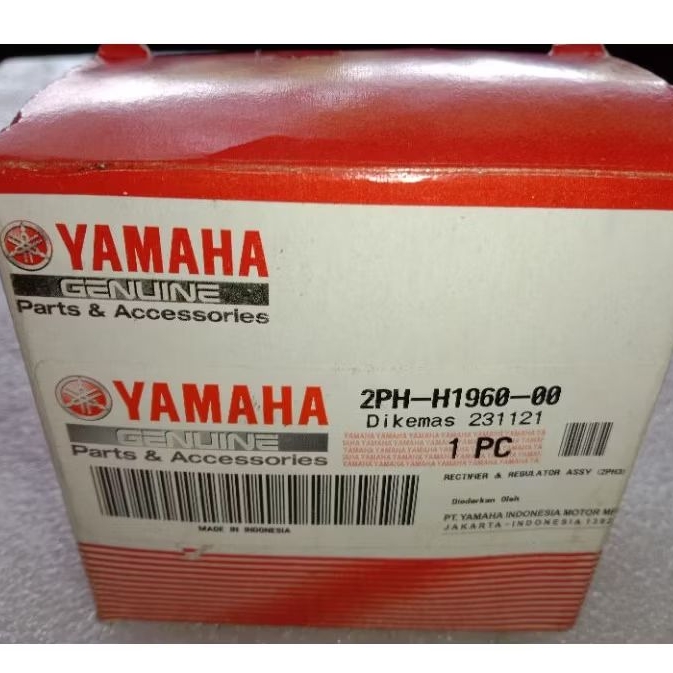 YAMAHA
GENUINE
Parts & Accessories
YAMAHA
GENUINE
Parts & Accessories
MADE IN INDONESIA
2PH-H1960-00
Dikemas 231121
1 PC
RECTIFIER & REGULATOR ASSY (2PH3)
Diedarkan Oleh
PT. YAMAHA INDONESIA MOTOR
JAKARTA-INDONESIA